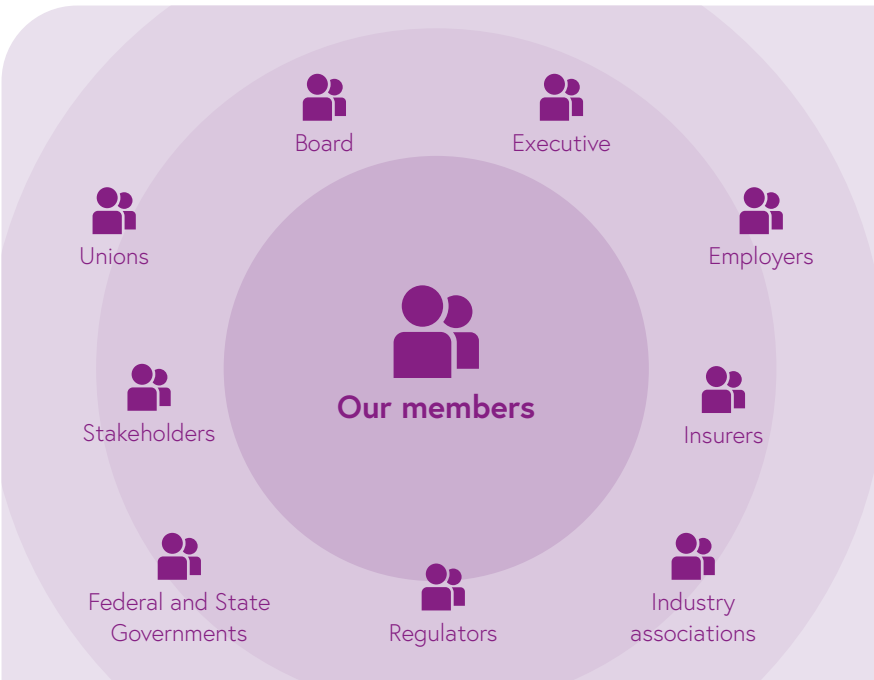 Board
Executive
Unions
Employers
Our members
Stakeholders
Insurers
Federal and State
Governments
Regulators
Industry
associations